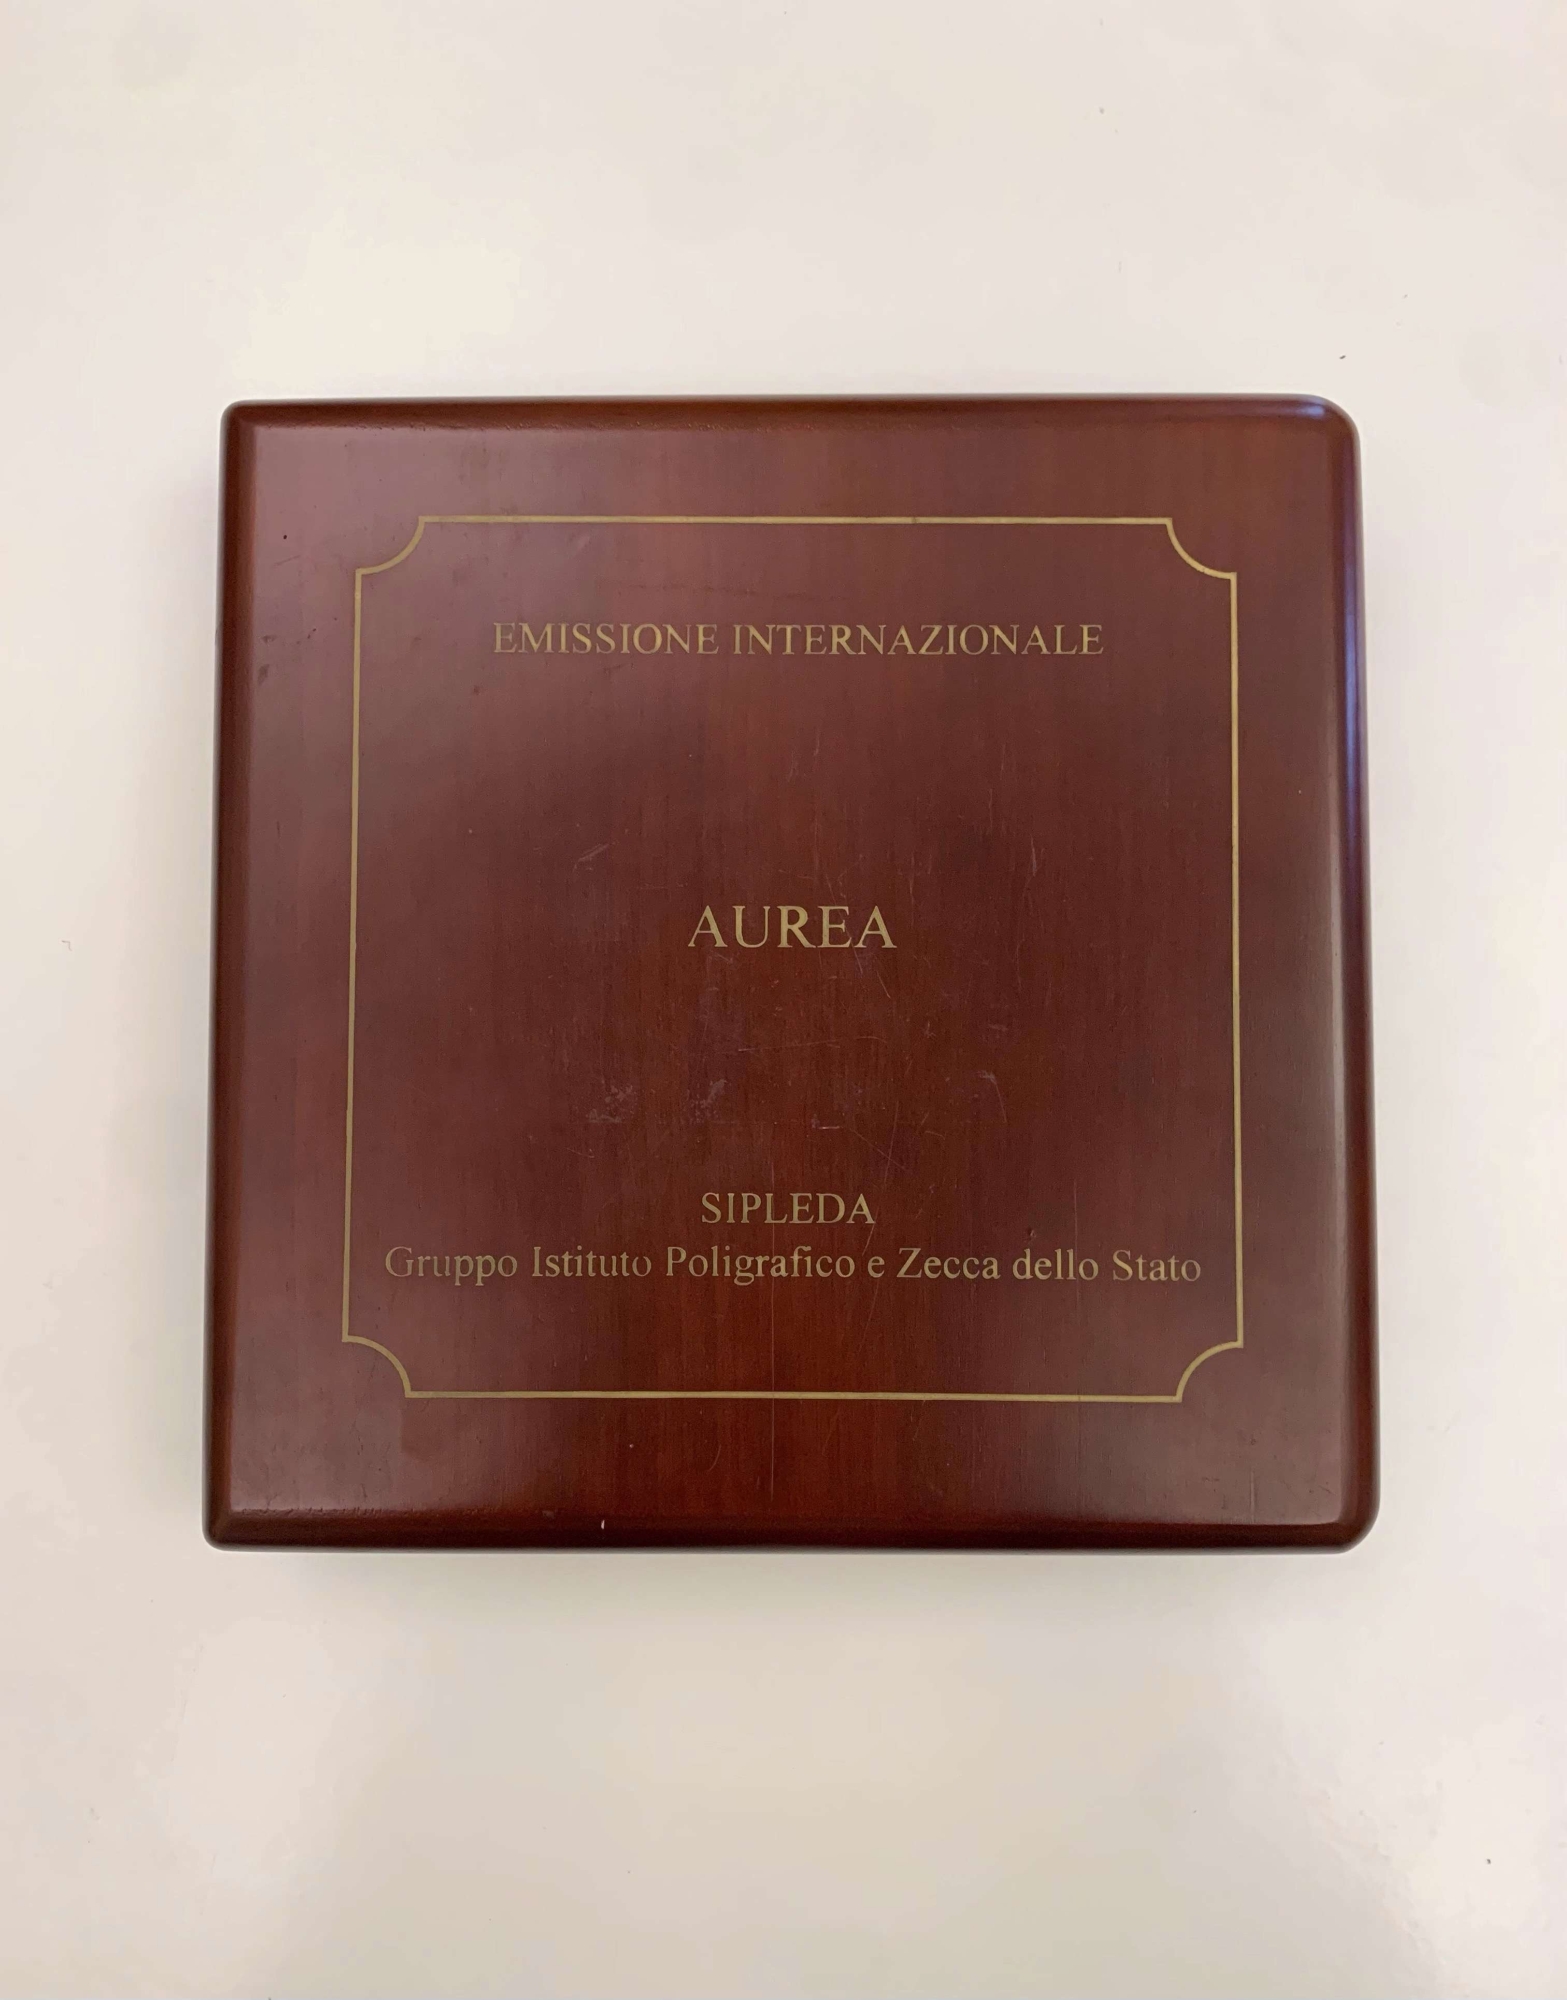 EMISSIONE INTERNAZIONALE
AUREA
SIPLEDA
Gruppo Istituto Poligrafico e Zecca dello Stato